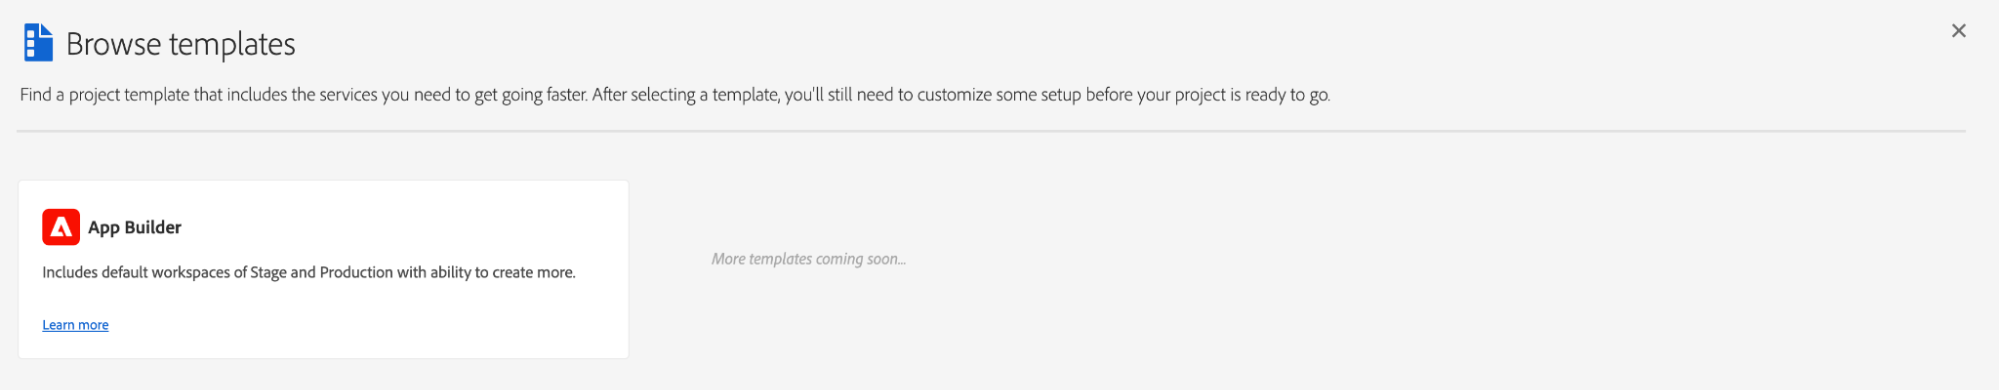 Browse templates
Find a project template that includes the services you need to get going faster. After selecting a template, you'll still need to customize some setup before your project is ready to go.
App Builder
Includes default workspaces of Stage and Production with ability to create more.
Learn more
More templates coming soon...